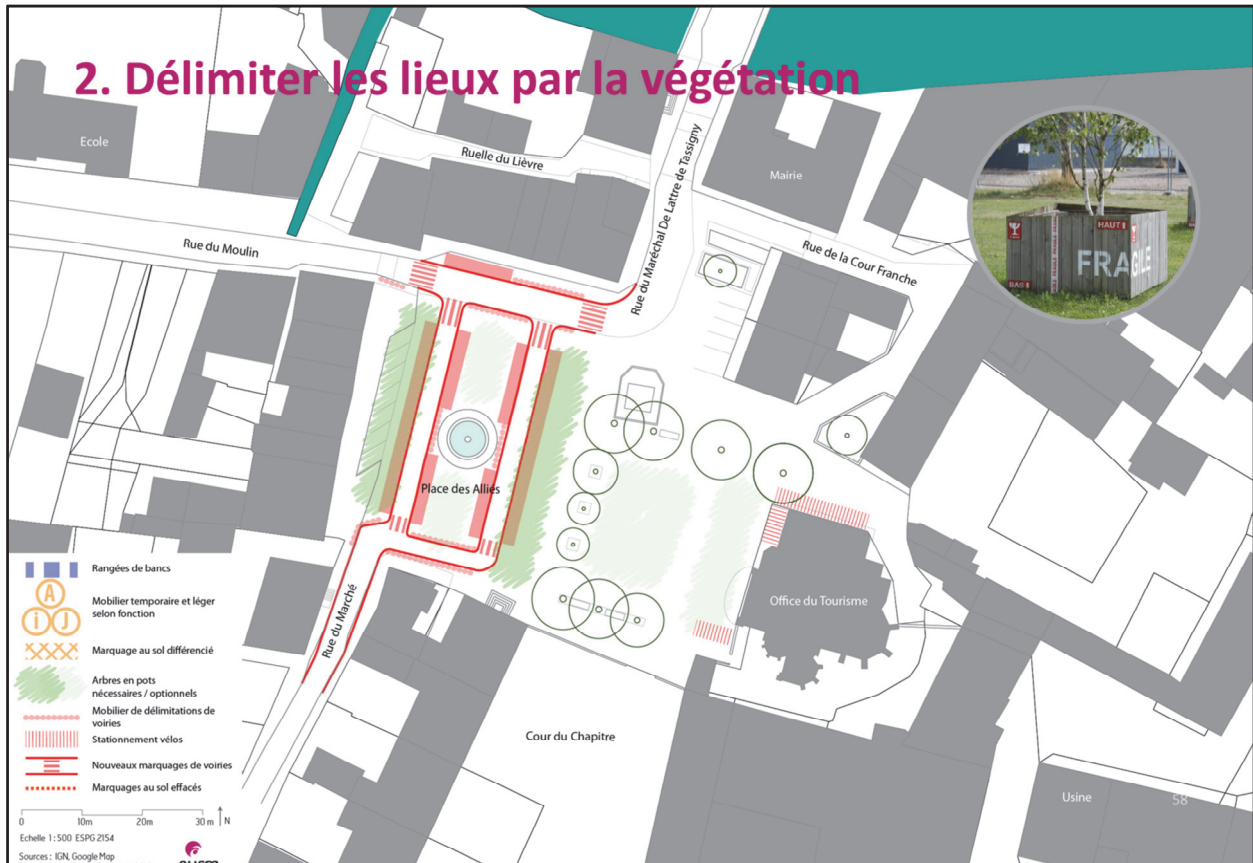 2. Délimiter les lieux par la végétation
Ecole
Ruelle du Lièvre
Rue du Maréchal De Lattre de Tassigny
Mairie
Rue du Moulin
Rue de la Cour Franche
HAUT
FRAGILE
BAS
Place des Alliés
Rue du Marché
Office du Tourisme
Cour du Chapitre
Usine
58
Rangées de bancs
A
i J
Mobilier temporaire et léger
selon fonction
Marquage au sol différencié
Arbres en pots
nécessaires / optionnels
Mobilier de délimitations de
voiries
Stationnement vélos
Nouveaux marquages de voiries
Marquages au sol effacés
0 10m 20m 30 m N
Echelle 1:500 ESPG 2154
Sources : IGN, Google Map